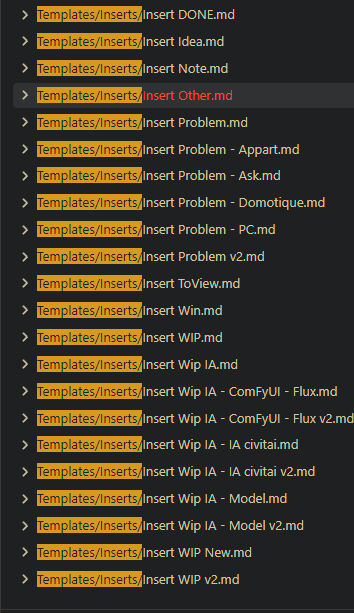 Templates/Inserts/Insert DONE.md
Templates/Inserts/Insert Idea.md
Templates/Inserts/Insert Note.md
Templates/Inserts/Insert Other.md
Templates/Inserts/Insert Problem.md
Templates/Inserts/Insert Problem - Appart.md
Templates/Inserts/Insert Problem - Ask.md
Templates/Inserts/Insert Problem - Domotique.md
Templates/Inserts/Insert Problem - PC.md
Templates/Inserts/Insert Problem v2.md
Templates/Inserts/Insert ToView.md
Templates/Inserts/Insert Win.md
Templates/Inserts/Insert WIP.md
Templates/Inserts/Insert Wip IA.md
Templates/Inserts/Insert Wip IA - ComFyUI - Flux.md
Templates/Inserts/Insert Wip IA - ComFyUI - Flux v2.md
Templates/Inserts/Insert Wip IA - IA civitai.md
Templates/Inserts/Insert Wip IA - IA civitai v2.md
Templates/Inserts/Insert Wip IA - Model.md
Templates/Inserts/Insert Wip IA - Model v2.md
Templates/Inserts/Insert WIP New.md
Templates/Inserts/Insert WIP v2.md